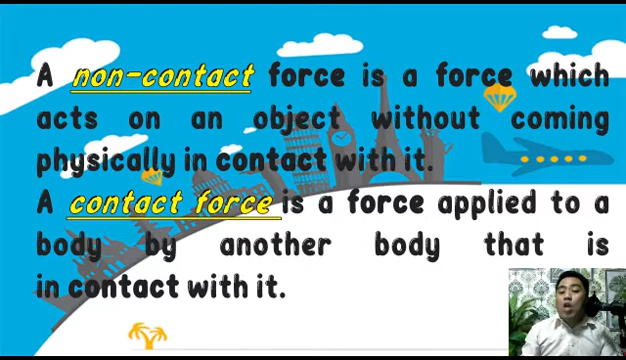 A non-contact force is a force which
acts on an object without coming
physically in contact with it.
A contact force is a force applied to a
body by another body that is
in contact with it.